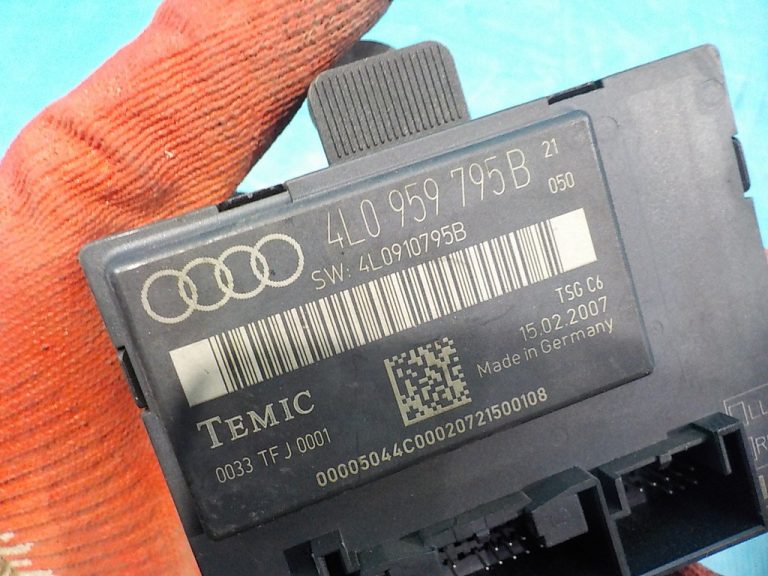 4L0 959 795B 21
050
SW: 4L0910795B
TSG C6
15.02.2007
Made in Germany
TEMIC
0033 TF J 0001
00005044C00020721500108